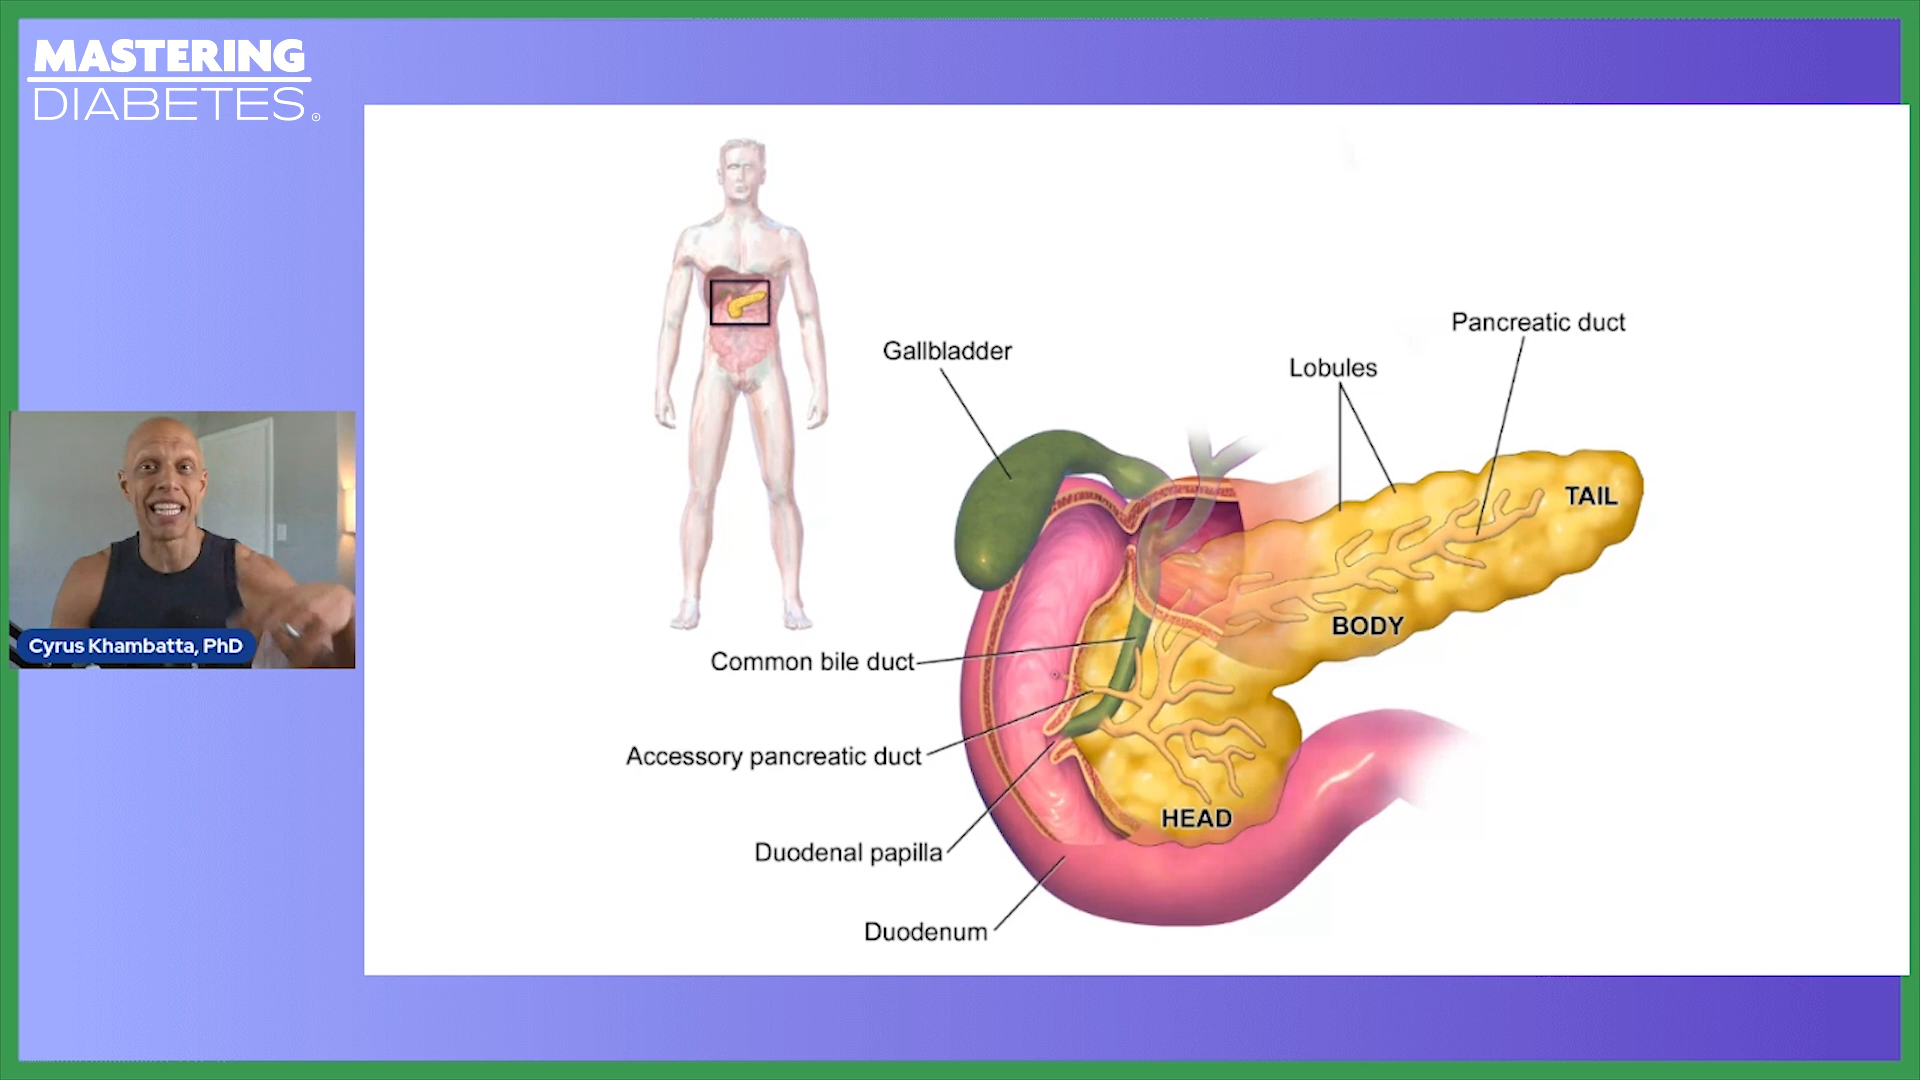 MASTERING
DIABETES®
Pancreatic duct
Gallbladder
Lobules
TAIL
BODY
Cyrus Khambatta, PhD
Common bile duct
Accessory pancreatic duct
HEAD
Duodenal papilla
Duodenum